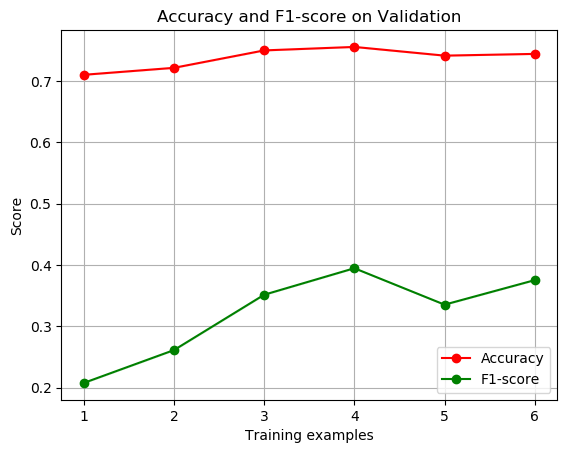 Accuracy and F1-score on Validation
Score
0.7
0.6
0.5
0.4
0.3
0.2
1 2 3 4 5 6
Training examples
Accuracy
F1-score